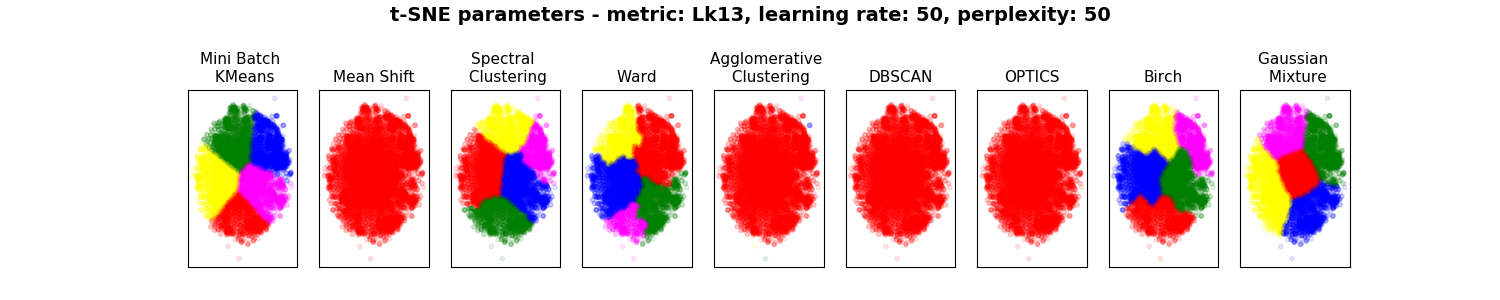 t-SNE parameters - metric: Lk13, learning rate: 50, perplexity: 50
Mini Batch
KMeans
Mean Shift
Spectral
Clustering
Ward
Agglomerative
Clustering
DBSCAN
OPTICS
Birch
Gaussian
Mixture